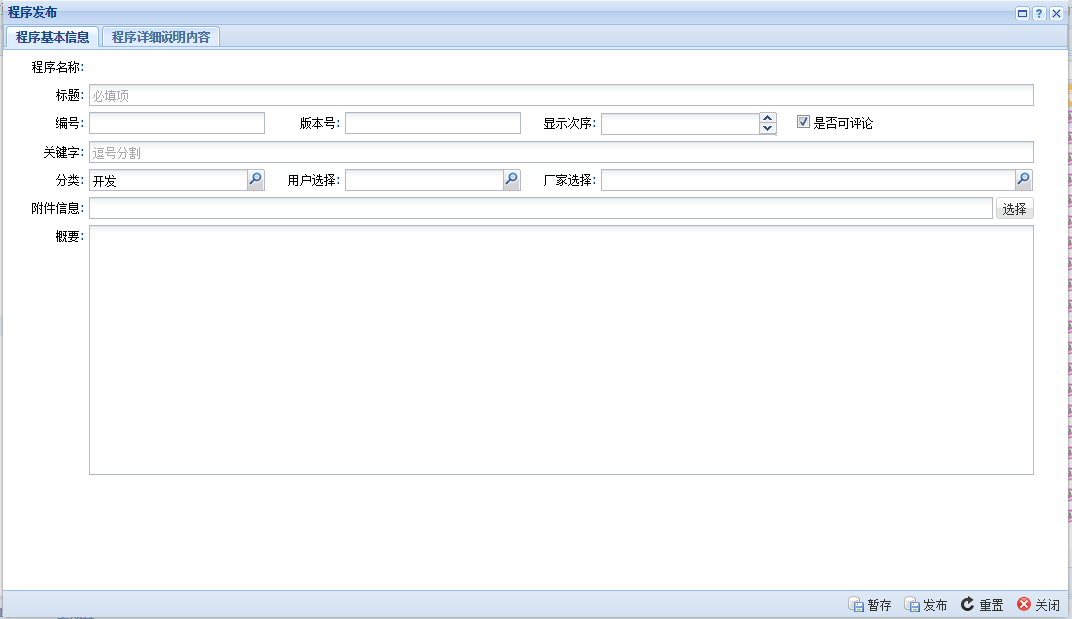 程序发布
程序基本信息 程序详细说明内容
程序名称:
标题: 必填项
编号: 版本号: 显示次序: 是否可评论
关键字: 逗号分割
分类: 开发 用户选择: 厂家选择:
附件信息: 选择
概要:
暂存 发布 重置 关闭